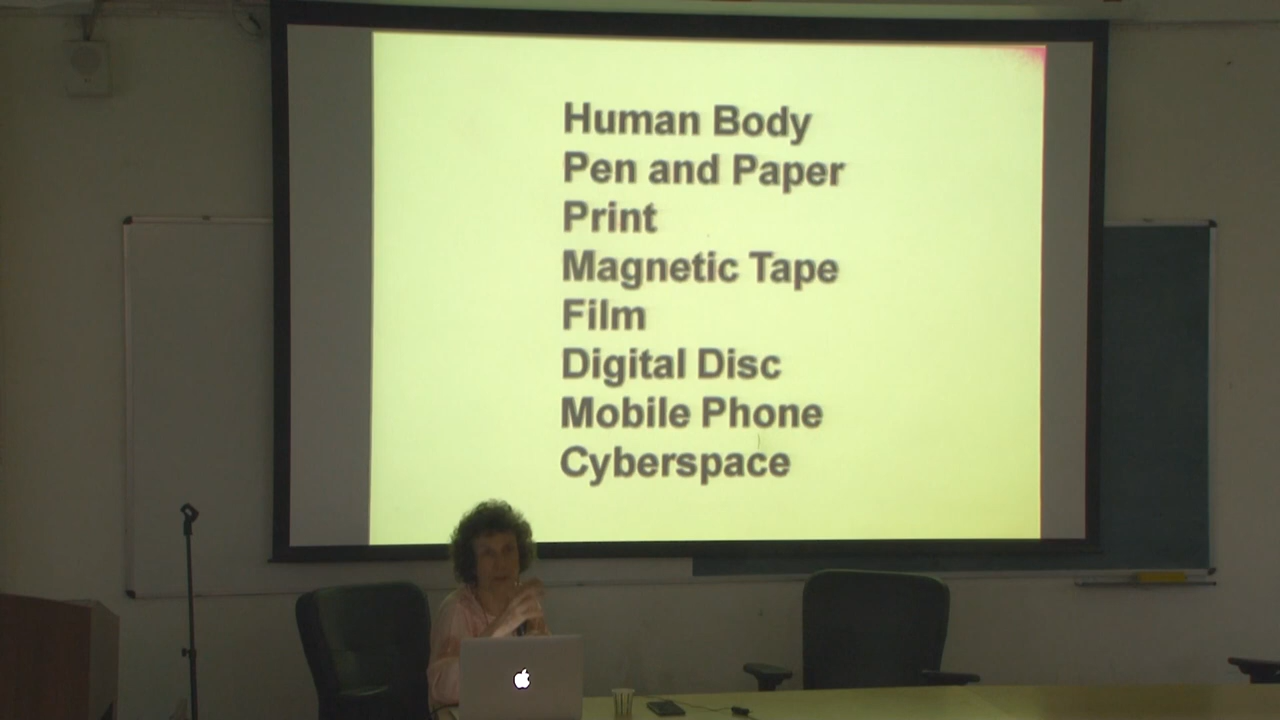 Human Body
Pen and Paper
Print
Magnetic Tape
Film
Digital Disc
Mobile Phone
Cyberspace